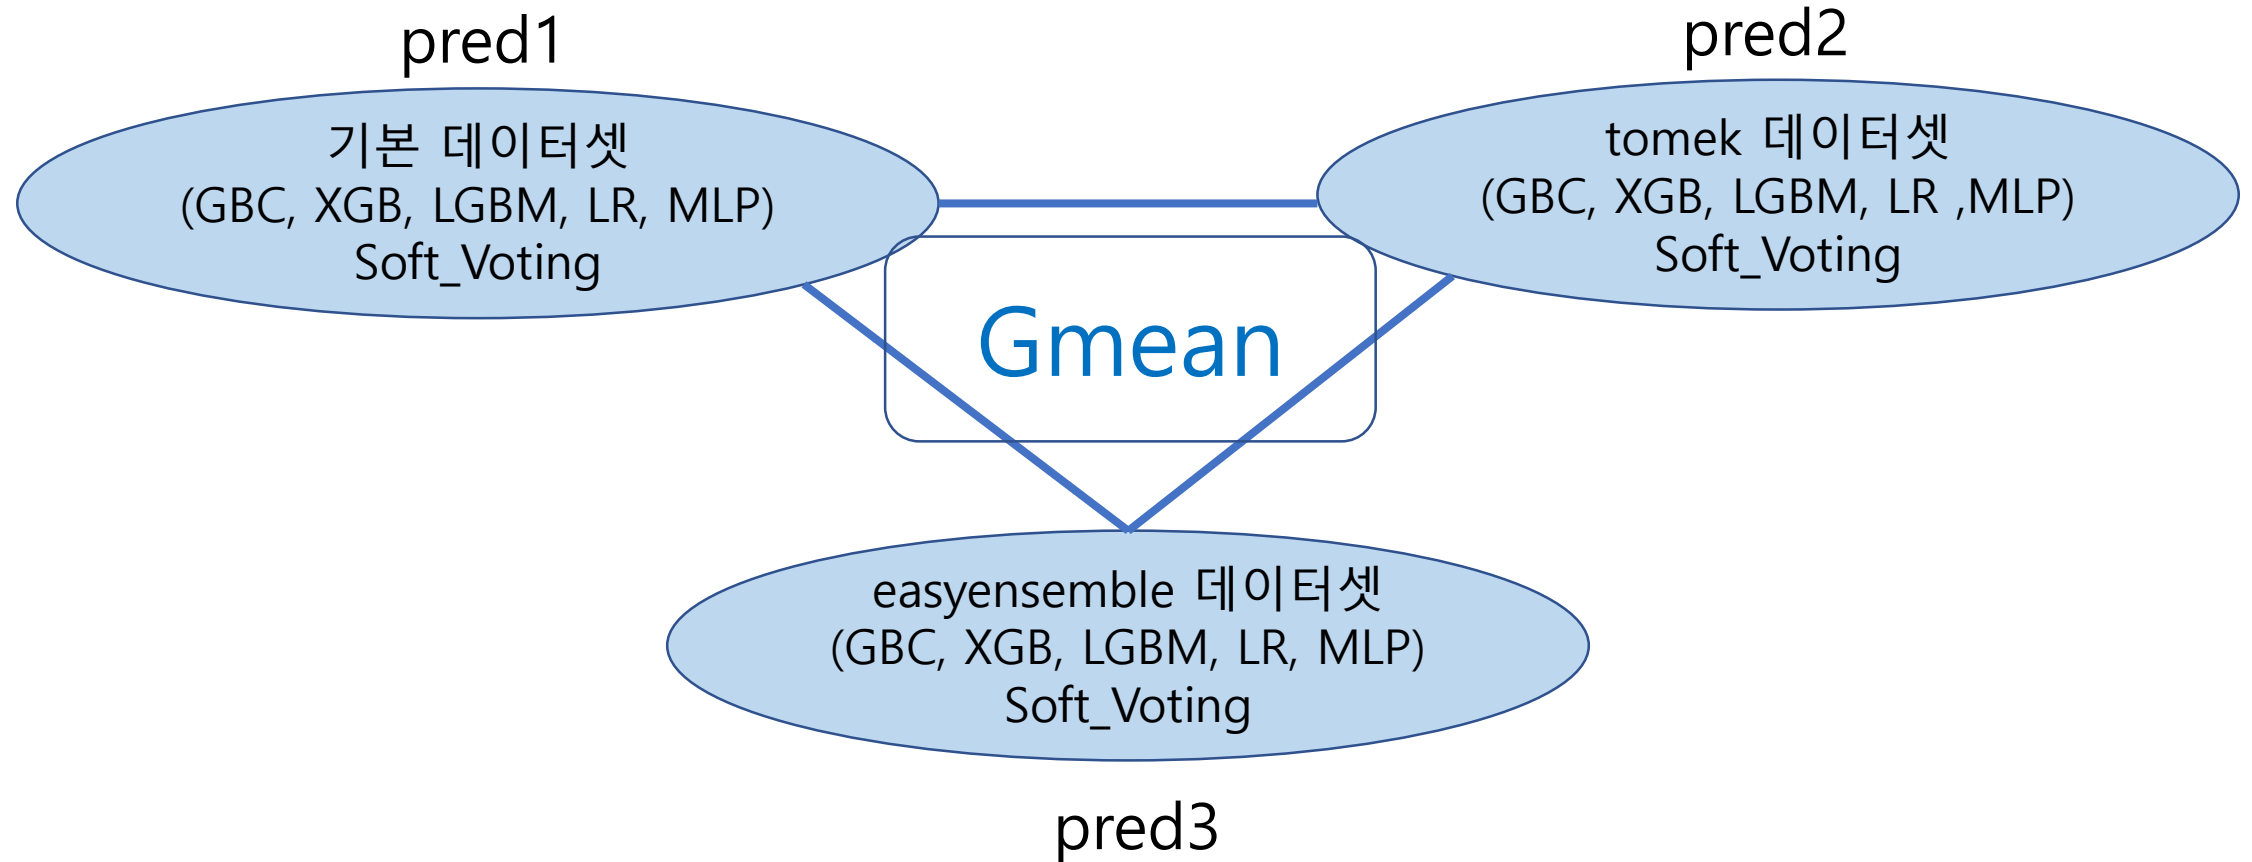 pred1
기본 데이터셋
(GBC, XGB, LGBM, LR, MLP)
Soft_Voting
pred2
tomek 데이터셋
(GBC, XGB, LGBM, LR ,MLP)
Soft_Voting
Gmean
easyensemble 데이터셋
(GBC, XGB, LGBM, LR, MLP)
Soft_Voting
pred3